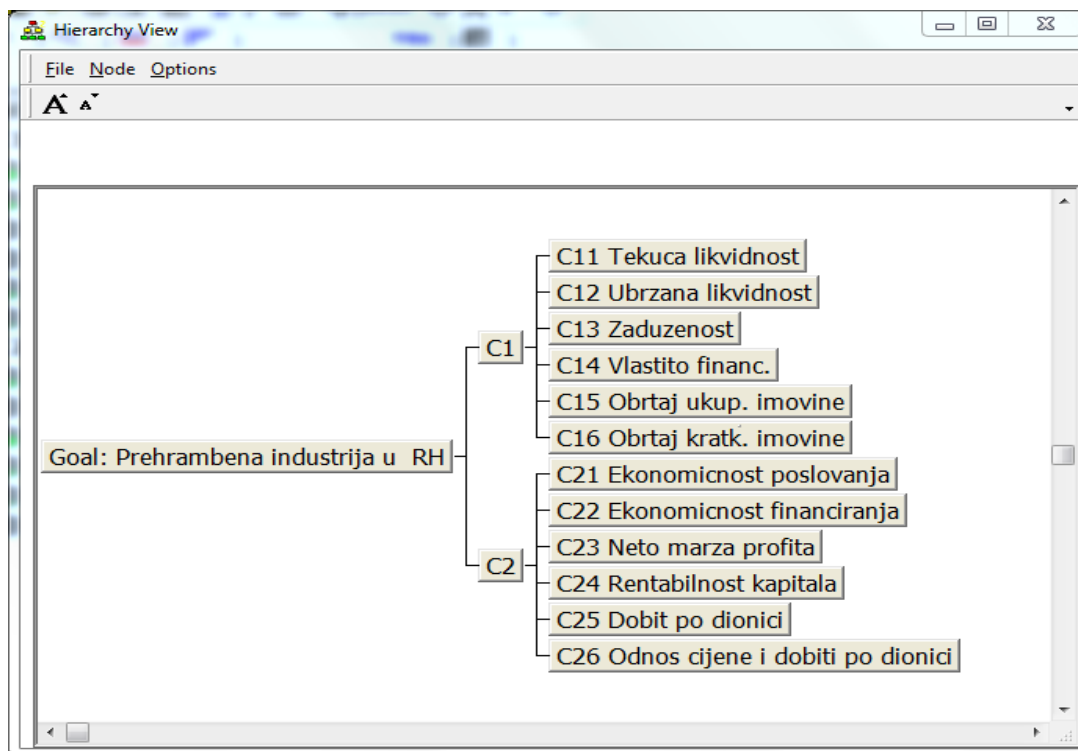 Hierarchy View
File Node Options
A A
C11 Tekuca likvidnost
C12 Ubrzana likvidnost
C13 Zaduzenost
C1
C14 Vlastito financ.
C15 Obrtaj ukup. imovine
C16 Obrtaj kratk. imovine
Goal: Prehrambena industrija u RH
C21 Ekonomicnost poslovanja
C22 Ekonomicnost financiranja
C23 Neto marza profita
C2
C24 Rentabilnost kapitala
C25 Dobit po dionici
C26 Odnos cijene i dobiti po dionici